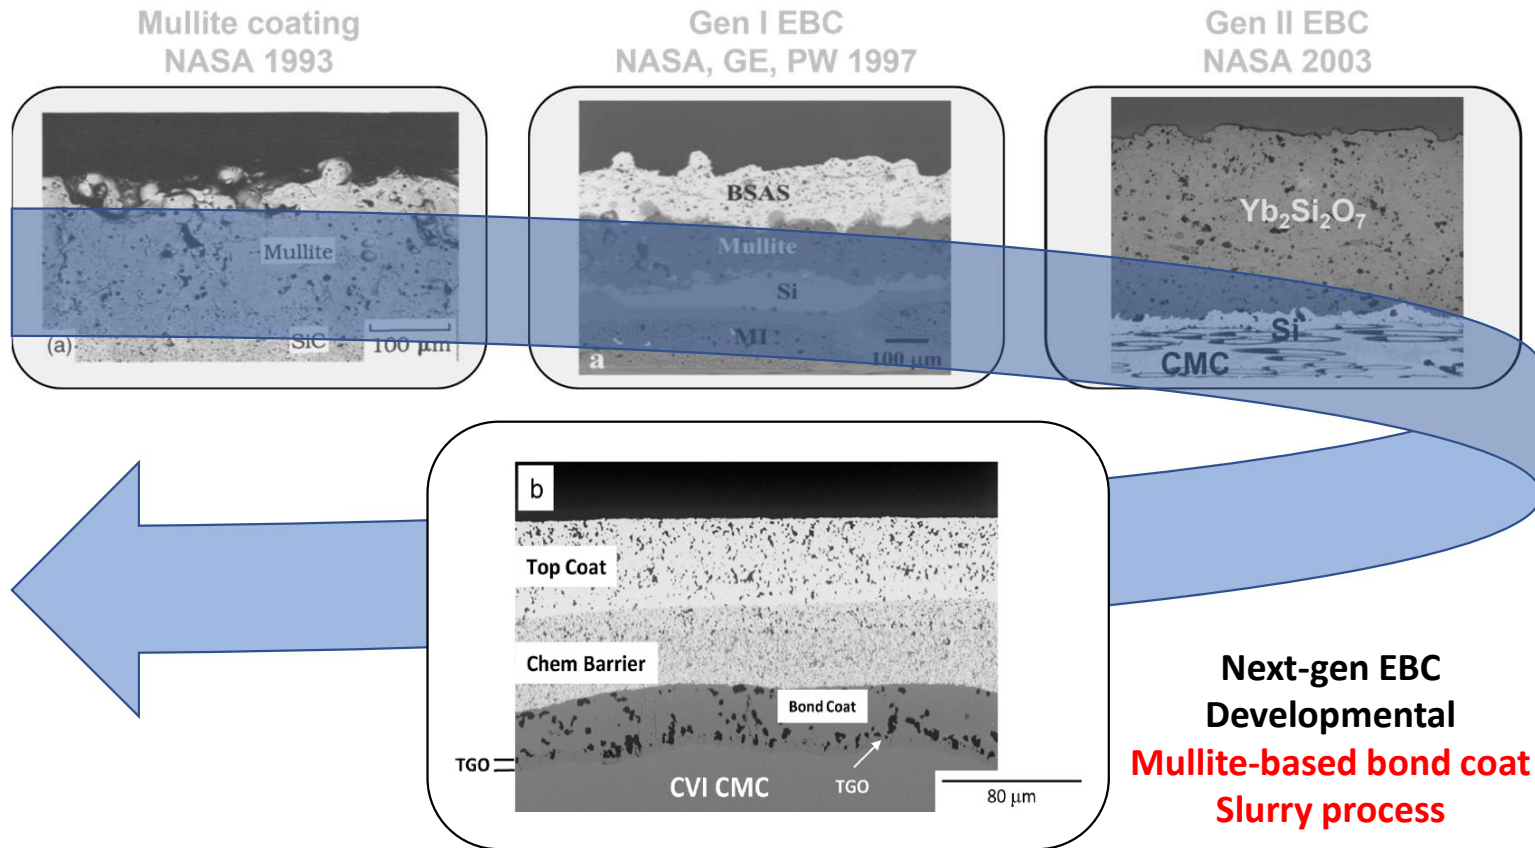 Mullite coating
NASA 1993
Gen I EBC
NASA, GE, PW 1997
Gen II EBC
NASA 2003
Mullite
SiC
(a)
100 μm
BSAS
Mullite
Si
MI
a
100 μm
Yb₂Si₂O₇
Si
CMC
b
Top Coat
Chem Barrier
Bond Coat
TGO
TGO
CVI CMC
80 μm
Next-gen EBC
Developmental
Mullite-based bond coat
Slurry process